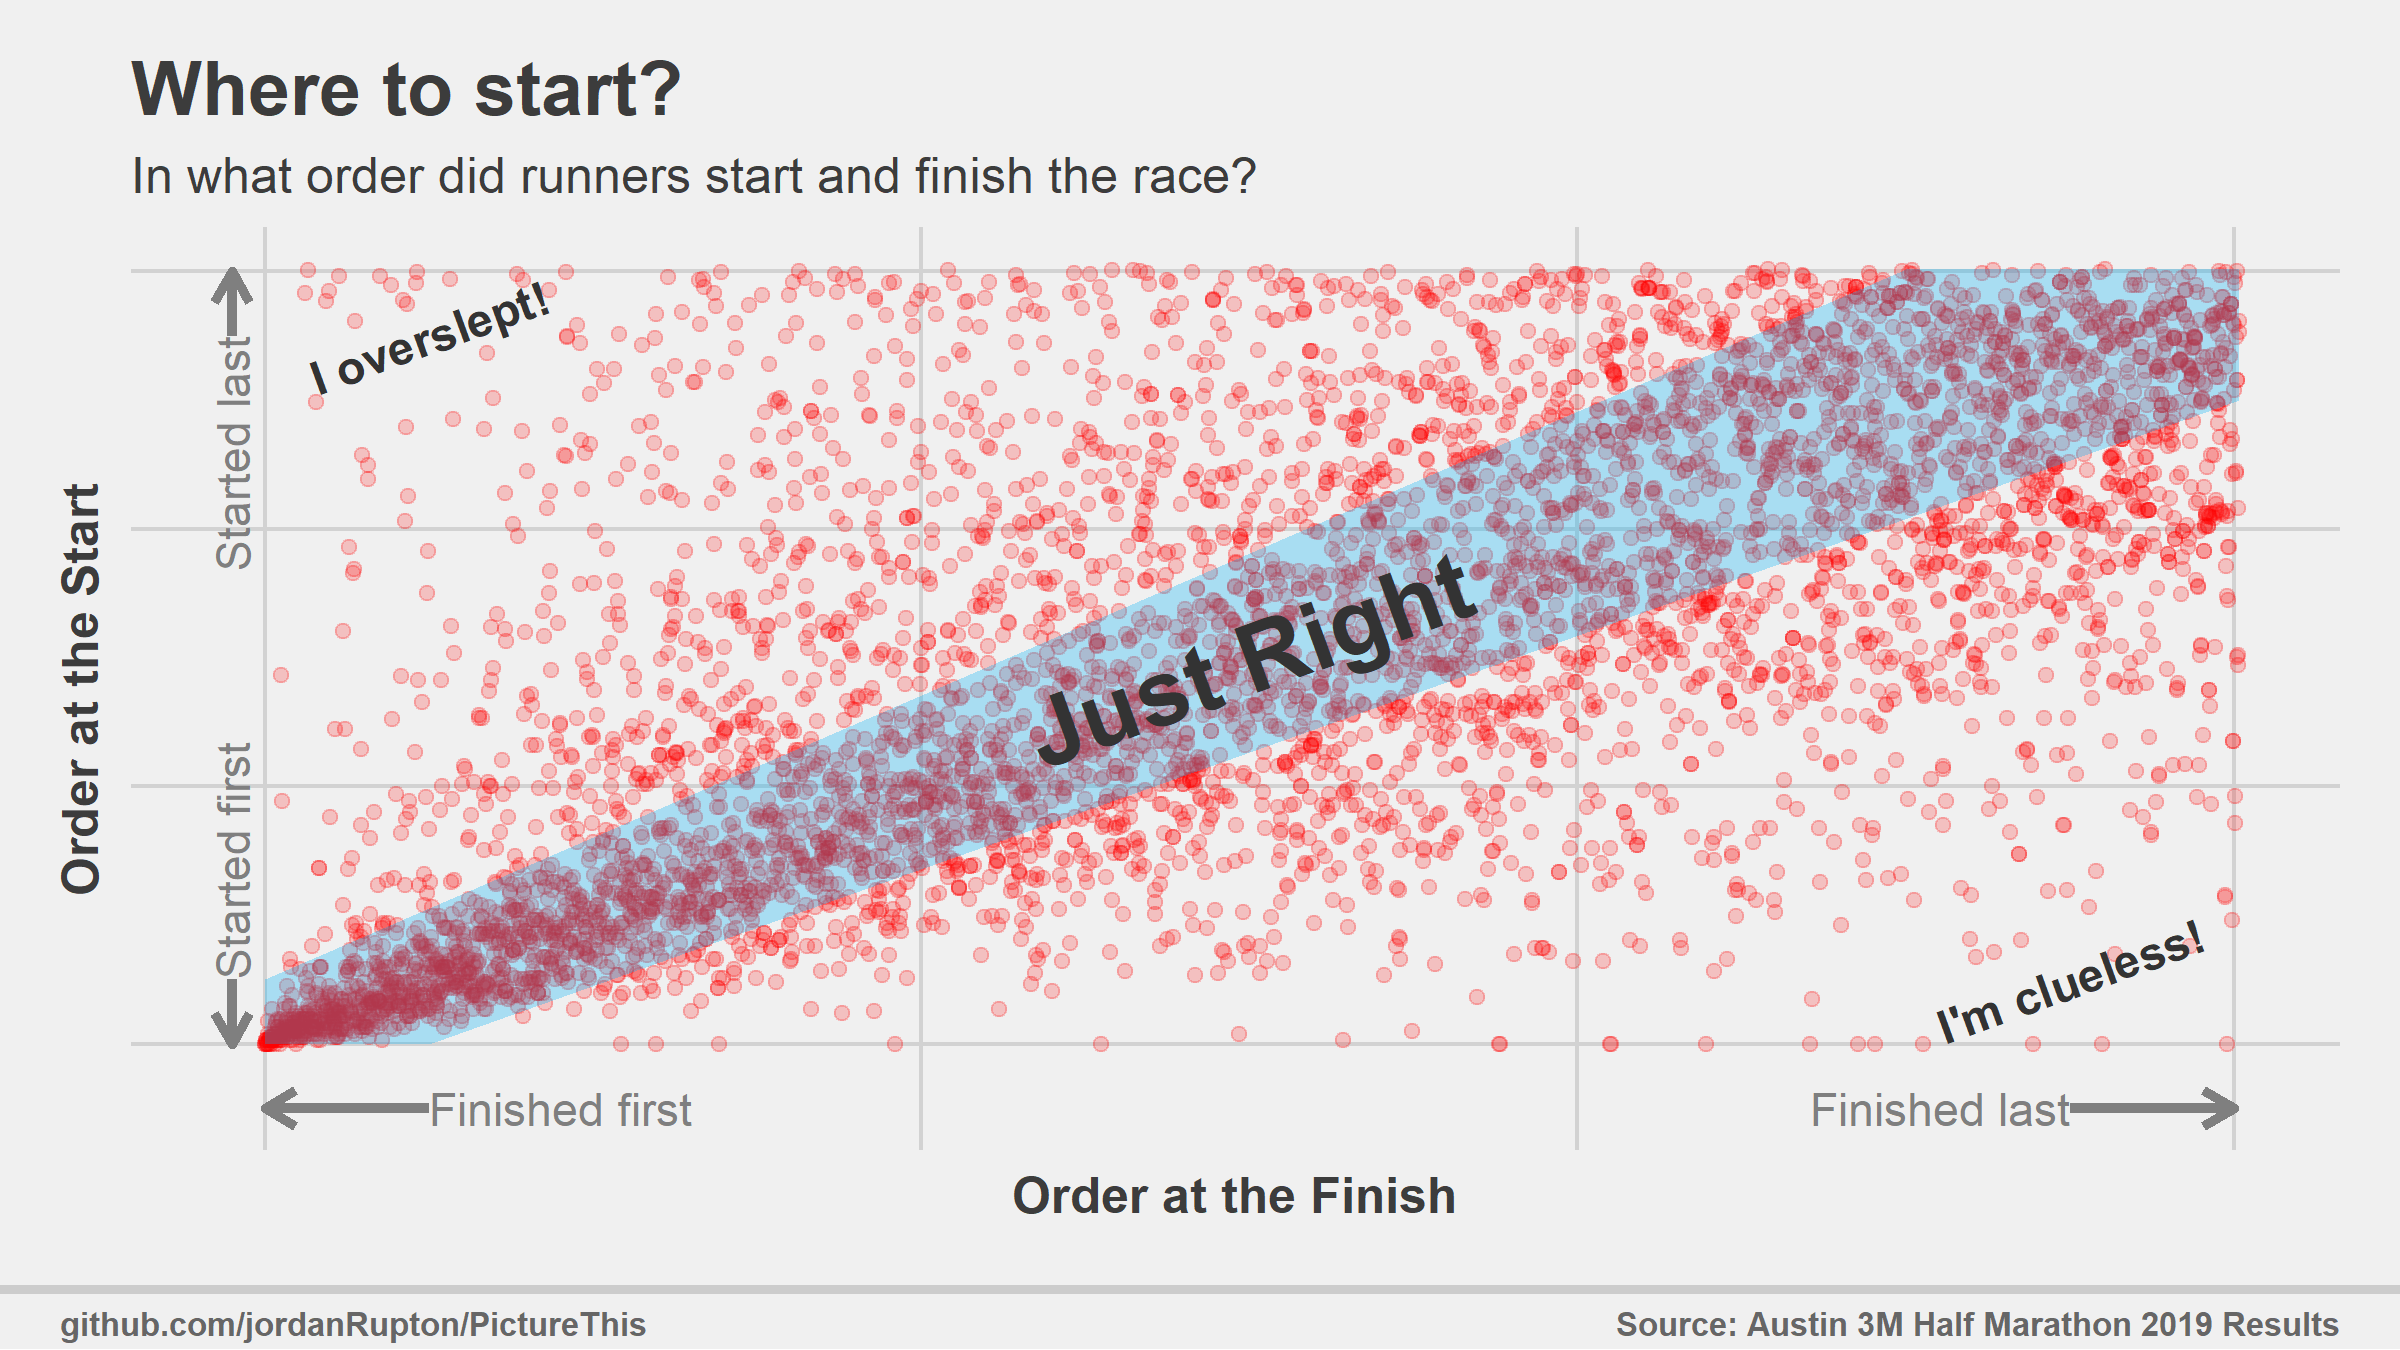 Where to start?
In what order did runners start and finish the race?
Order at the Start
Started last
Started first
I overslept!
Just Right
I'm clueless!
Finished first
Finished last
Order at the Finish
github.com/jordanRupton/PictureThis
Source: Austin 3M Half Marathon 2019 Results